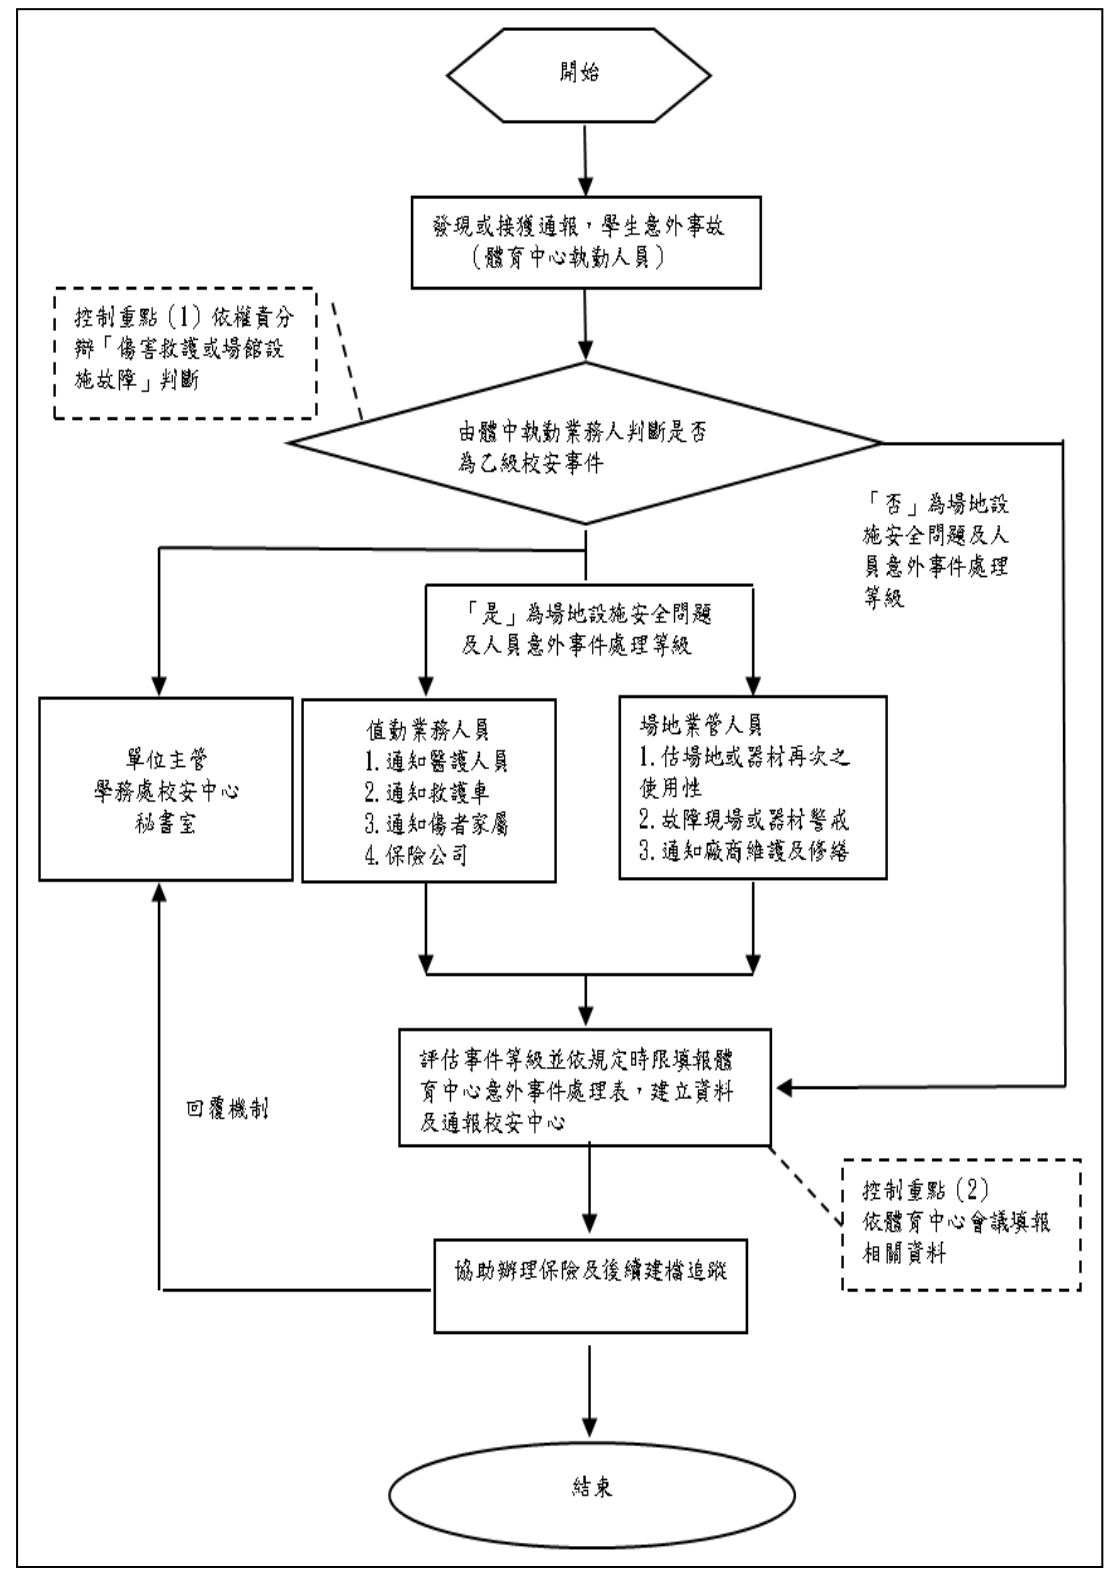 開始
發現或接獲通報，學生意外事故
(體育中心執勤人員)
控制重點(1)依權責分
辯「傷害救護或場館設
施故障」判斷
由體中執勤業務人判斷是否
為乙級校安事件
「否」為場地設
施安全問題及人
員意外事件處理
等級
「是」為場地設施安全問題
及人員意外事件處理等級
單位主管
學務處校安中心
秘書室
值勤業務人員
1.通知醫護人員
2.通知救護車
3.通知傷者家屬
4.保險公司
場地業管人員
1.估場地或器材再次之
使用性
2.故障現場或器材警戒
3.通知廠商維護及修繕
評估事件等級並依規定時限填報體
育中心意外事件處理表，建立資料
及通報校安中心
回覆機制
控制重點(2)
依體育中心會議填報
相關資料
協助辦理保險及後續建檔追蹤
結束